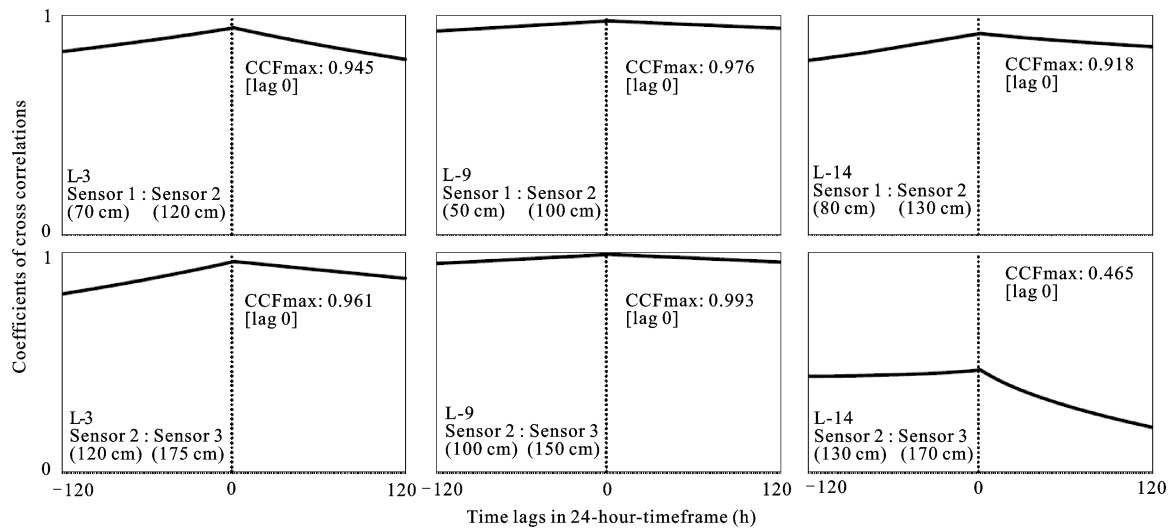 Coefficients of cross correlations
1
0
CCFmax: 0.945
[lag 0]
L-3
Sensor 1 : Sensor 2
(70 cm) (120 cm)
CCFmax: 0.976
[lag 0]
L-9
Sensor 1 : Sensor 2
(50 cm) (100 cm)
CCFmax: 0.918
[lag 0]
L-14
Sensor 1 : Sensor 2
(80 cm) (130 cm)
1
0
CCFmax: 0.961
[lag 0]
L-3
Sensor 2 : Sensor 3
(120 cm) (175 cm)
CCFmax: 0.993
[lag 0]
L-9
Sensor 2 : Sensor 3
(100 cm) (150 cm)
CCFmax: 0.465
[lag 0]
L-14
Sensor 2 : Sensor 3
(130 cm) (170 cm)
−120 0 120 −120 0 120 −120 0 120
Time lags in 24-hour-timeframe (h)